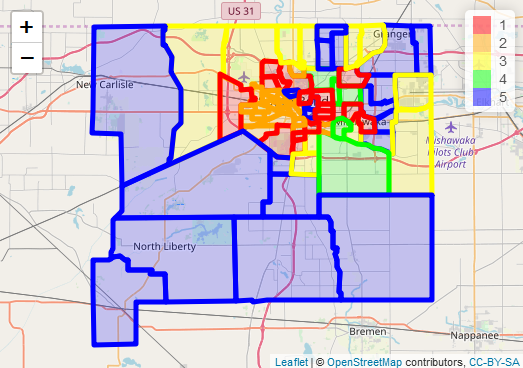 +
−
US 31
Granger
1
2
3
4
5
New Carlisle
Mishawaka
Pilots Club
Airport
North Liberty
Bremen
Nappanee
Leaflet | © OpenStreetMap contributors, CC-BY-SA